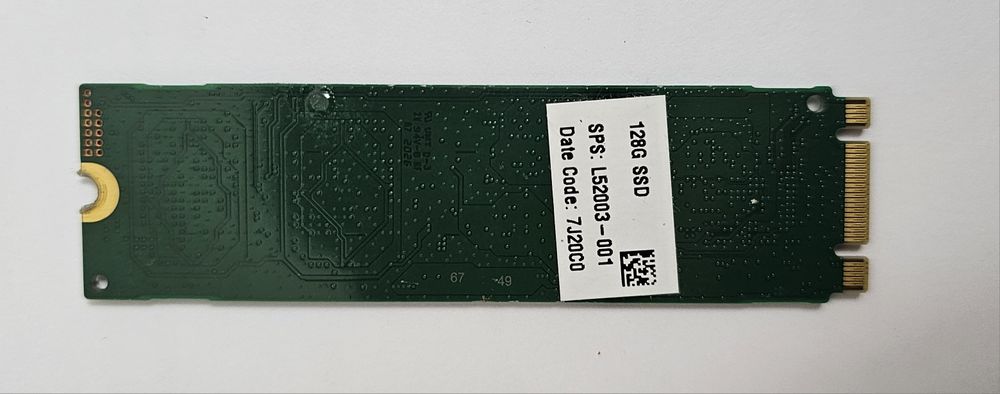 128G SSD
SPS: L52003-001
Date Code: 7J20C0
67
-49